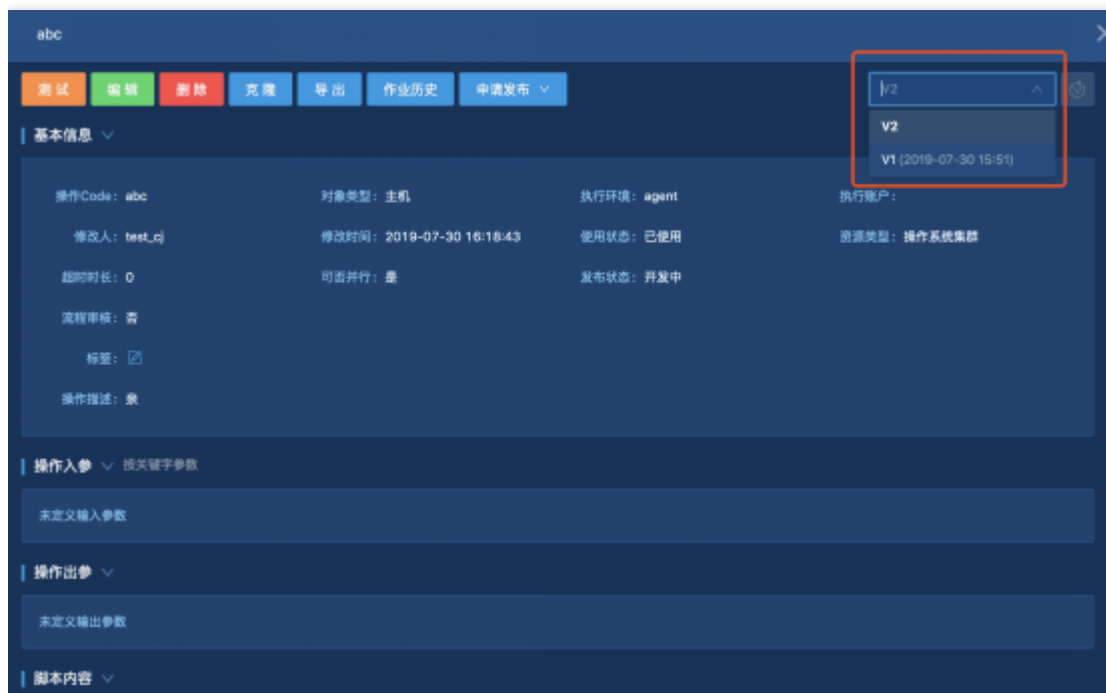 abc
测试 编辑 删除 克隆 导出 作业历史 申请发布 V2
V2
V1 (2019-07-30 15:51)
基本信息
操作Code: abc 对象类型: 主机 执行环境: agent 执行账户:
修改人: test_cj 修改时间: 2019-07-30 16:18:43 使用状态: 已使用 资源类型: 操作系统集群
超时时长: 0 可否并行: 是 发布状态: 开发中
流程审核: 否
标签:
操作描述:
操作入参 按关键字参数
未定义输入参数
操作出参
未定义输出参数
脚本内容